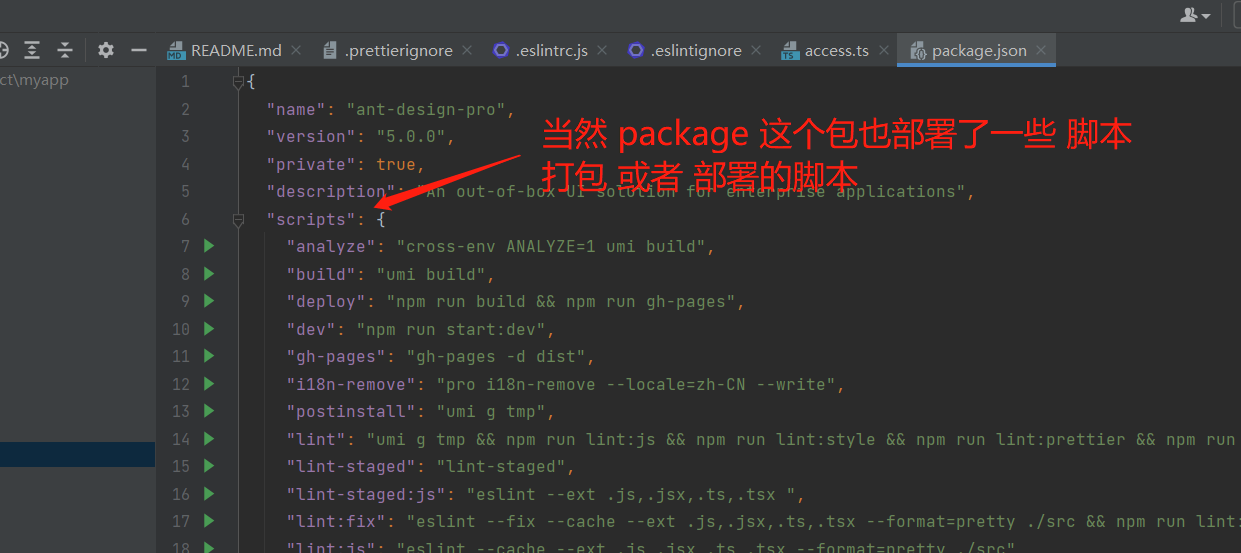 README.md
.prettierignore
.eslintrc.js
.eslintignore
access.ts
package.json
ct\myapp
当然 package 这个包也部署了一些 脚本
打包 或者 部署的脚本
1 {
2 "name": "ant-design-pro",
3 "version": "5.0.0",
4 "private": true,
5 "description": "An out-of-box UI solution for enterprise applications",
6 "scripts": {
7 "analyze": "cross-env ANALYZE=1 umi build",
8 "build": "umi build",
9 "deploy": "npm run build && npm run gh-pages",
10 "dev": "npm run start:dev",
11 "gh-pages": "gh-pages -d dist",
12 "i18n-remove": "pro i18n-remove --locale=zh-CN --write",
13 "postinstall": "umi g tmp",
14 "lint": "umi g tmp && npm run lint:js && npm run lint:style && npm run lint:prettier && npm run
15 "lint-staged": "lint-staged",
16 "lint-staged:js": "eslint --ext .js,.jsx,.ts,.tsx ",
17 "lint:fix": "eslint --fix --cache --ext .js,.jsx,.ts,.tsx --format=pretty ./src && npm run lint:
18 "lint:js": "eslint --cache --ext .js,.jsx,.ts,.tsx --format=pretty ./src"